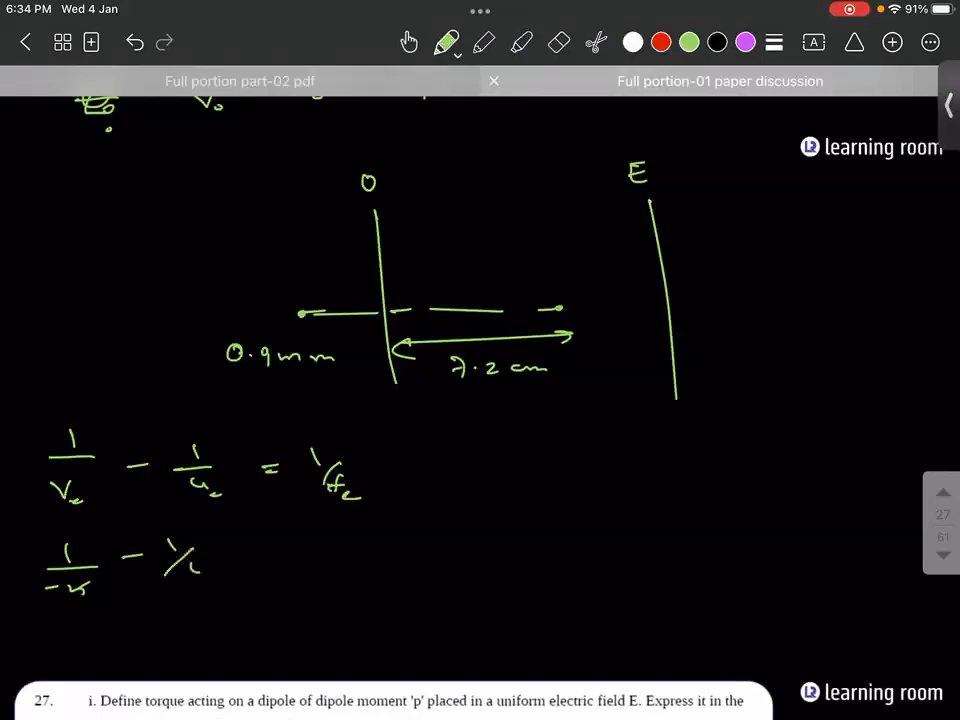 6:34 PM Wed 4 Jan
91%
Full portion part-02 pdf
Full portion-01 paper discussion
learning room
O
E
0.9mm
7.2 cm
1/Ve - 1/ue = 1/fe
1/-25 - 1/
27
61
27. i. Define torque acting on a dipole of dipole moment 'p' placed in a uniform electric field E. Express it in the
learning room